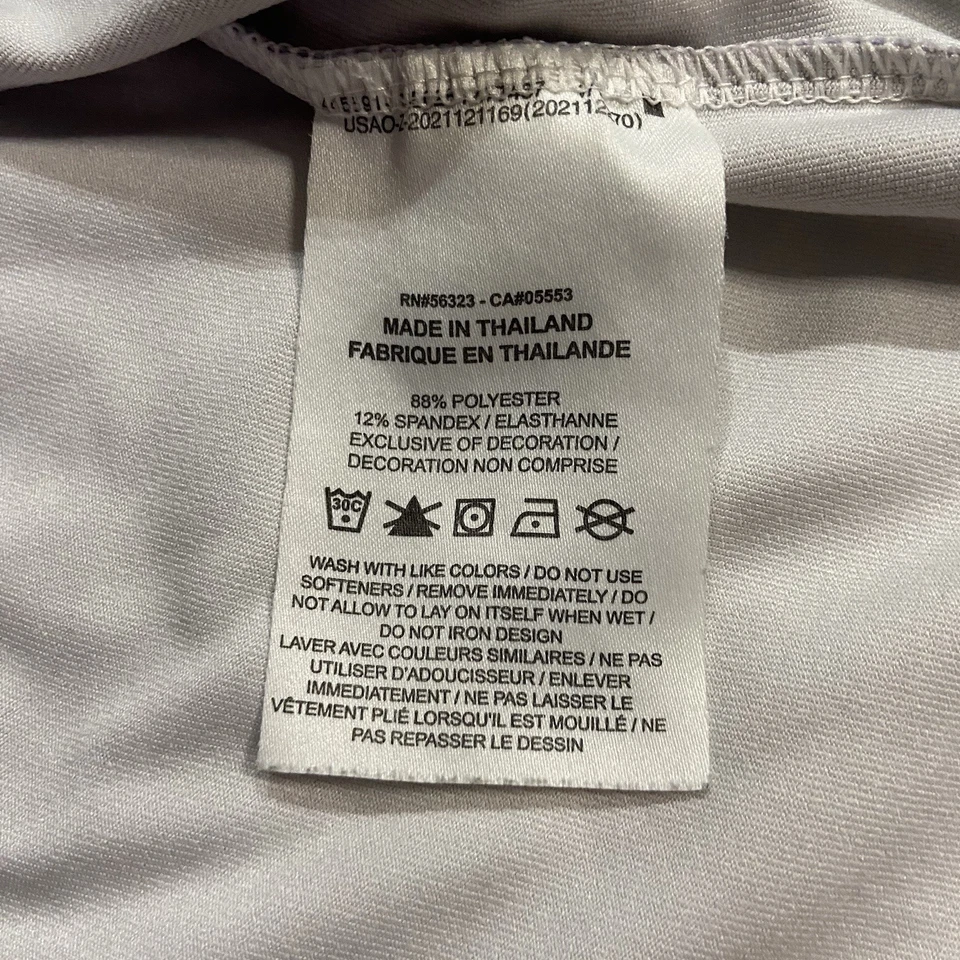 USAO-2-2021121169(202112 70)
RN#56323 - CA#05553
MADE IN THAILAND
FABRIQUE EN THAILANDE
88% POLYESTER
12% SPANDEX / ELASTHANNE
EXCLUSIVE OF DECORATION /
DECORATION NON COMPRISE
30C
WASH WITH LIKE COLORS / DO NOT USE
SOFTENERS / REMOVE IMMEDIATELY / DO
NOT ALLOW TO LAY ON ITSELF WHEN WET /
DO NOT IRON DESIGN
LAVER AVEC COULEURS SIMILAIRES / NE PAS
UTILISER D'ADOUCISSEUR / ENLEVER
IMMEDIATEMENT / NE PAS LAISSER LE
VÊTEMENT PLIÉ LORSQU'IL EST MOUILLÉ / NE
PAS REPASSER LE DESSIN